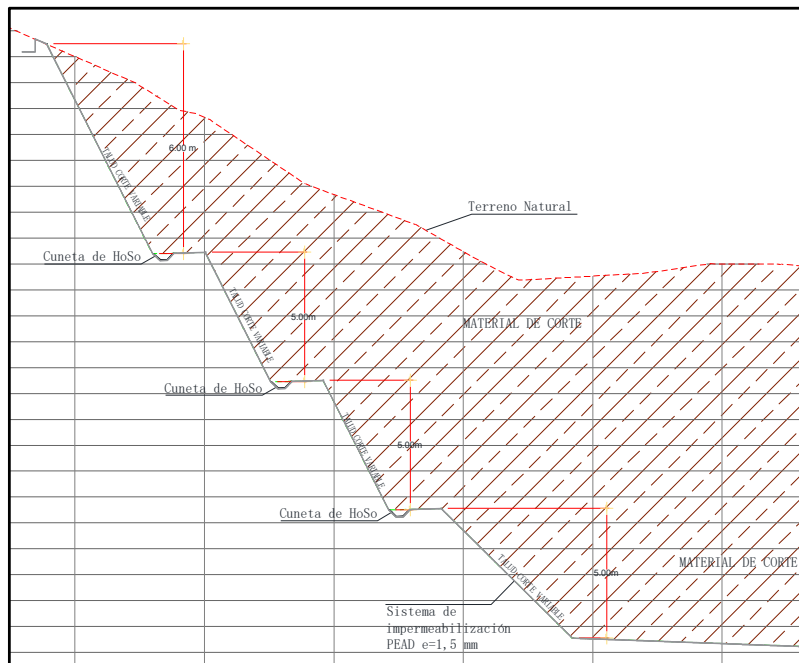 6.00 m
TALUD CORTE VARIABLE
Terreno Natural
Cuneta de HoSo
TALUD CORTE VARIABLE
5.00m
MATERIAL DE CORTE
Cuneta de HoSo
TALUD CORTE VARIABLE
5.00m
Cuneta de HoSo
TALUD CORTE VARIABLE
5.00m
MATERIAL DE CORTE
Sistema de
impermeabilización
PEAD e=1,5 mm